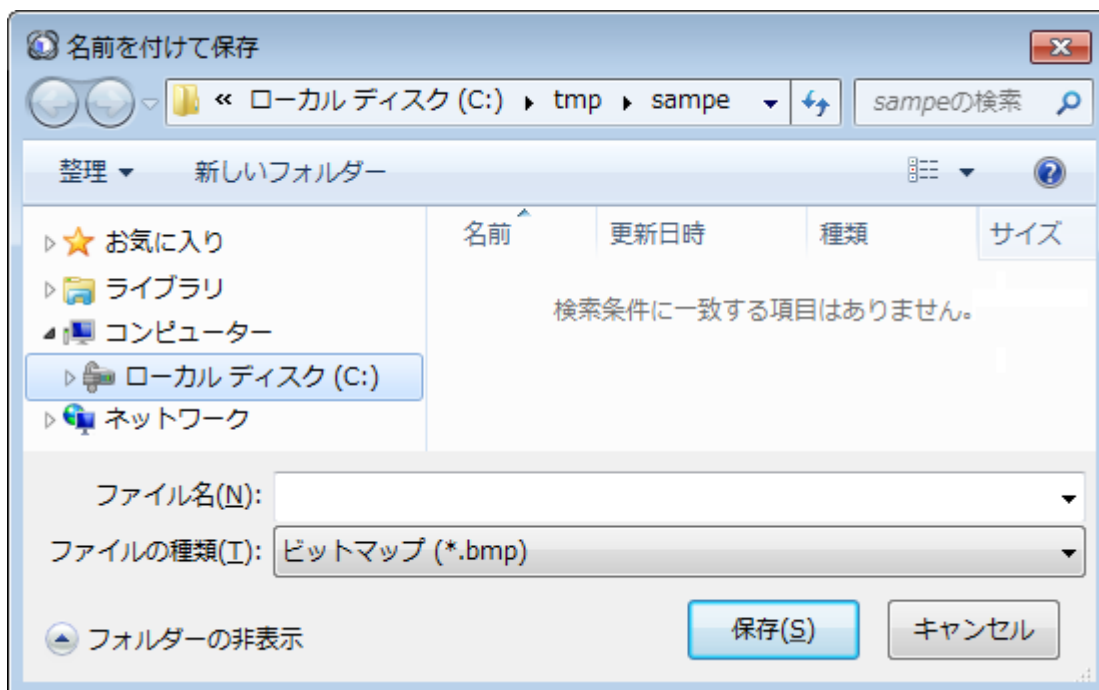 名前を付けて保存
« ローカル ディスク (C:) ▸ tmp ▸ sampe sampeの検索
整理 新しいフォルダー
名前 更新日時 種類 サイズ
お気に入り
ライブラリ
コンピューター
ローカル ディスク (C:)
ネットワーク
検索条件に一致する項目はありません。
ファイル名(N):
ファイルの種類(T): ビットマップ (*.bmp)
フォルダーの非表示 保存(S) キャンセル